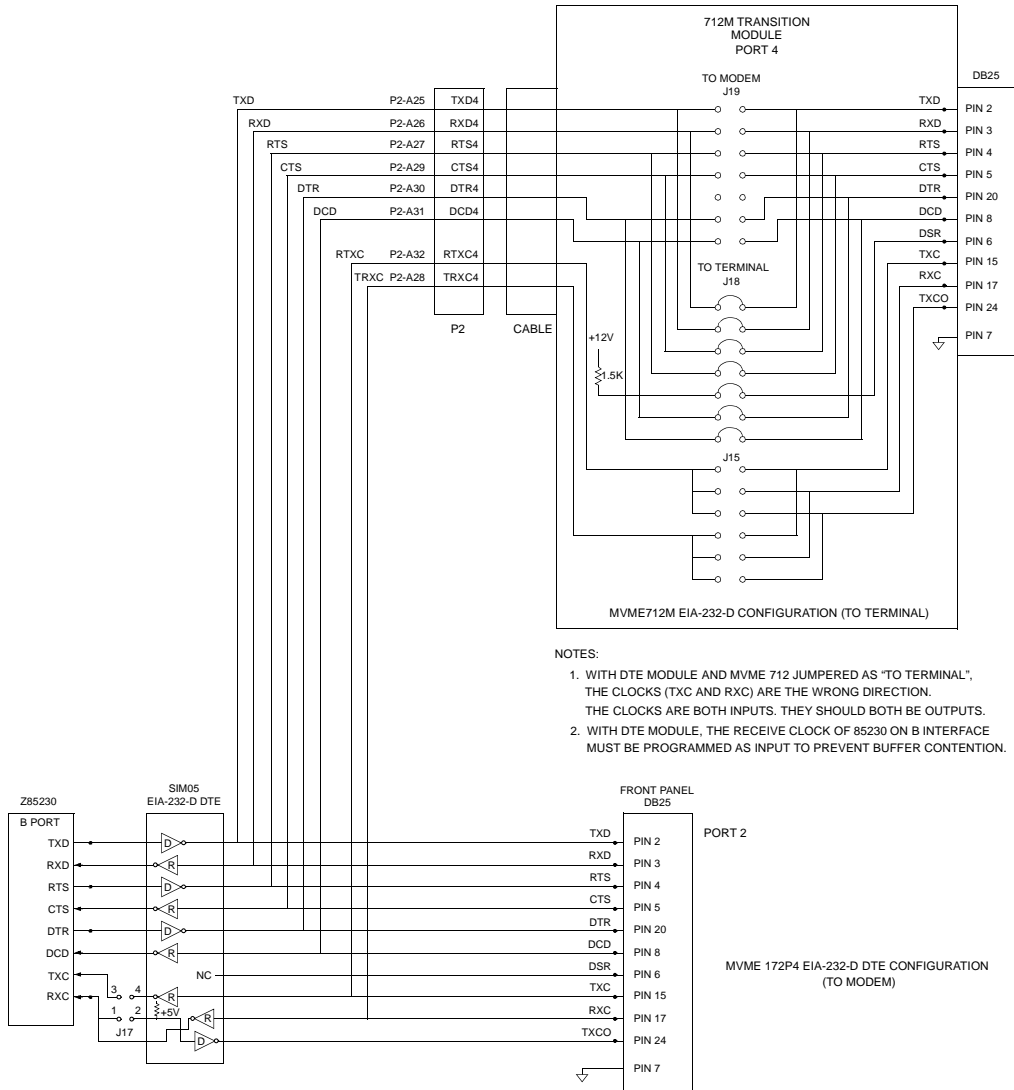 712M TRANSITION
MODULE
PORT 4
TO MODEM
J19
DB25
TXD P2-A25 TXD4 TXD PIN 2
RXD P2-A26 RXD4 RXD PIN 3
RTS P2-A27 RTS4 RTS PIN 4
CTS P2-A29 CTS4 CTS PIN 5
DTR P2-A30 DTR4 DTR PIN 20
DCD P2-A31 DCD4 DCD PIN 8
DSR PIN 6
RTXC P2-A32 RTXC4 TXC PIN 15
TRXC P2-A28 TRXC4 RXC PIN 17
TXCO PIN 24
PIN 7
TO TERMINAL
J18
P2
CABLE
+12V
1.5K
J15
MVME712M EIA-232-D CONFIGURATION (TO TERMINAL)
NOTES:
1. WITH DTE MODULE AND MVME 712 JUMPERED AS “TO TERMINAL”,
THE CLOCKS (TXC AND RXC) ARE THE WRONG DIRECTION.
THE CLOCKS ARE BOTH INPUTS. THEY SHOULD BOTH BE OUTPUTS.
2. WITH DTE MODULE, THE RECEIVE CLOCK OF 85230 ON B INTERFACE
MUST BE PROGRAMMED AS INPUT TO PREVENT BUFFER CONTENTION.
Z85230
B PORT
SIM05
EIA-232-D DTE
FRONT PANEL
DB25
PORT 2
TXD D TXD PIN 2
RXD R RXD PIN 3
RTS D RTS PIN 4
CTS R CTS PIN 5
DTR D DTR PIN 20
DCD R DCD PIN 8
TXC NC DSR PIN 6
RXC 3 4 R TXC PIN 15
1 2 +5V R RXC PIN 17
J17 D TXCO PIN 24
PIN 7
MVME 172P4 EIA-232-D DTE CONFIGURATION
(TO MODEM)